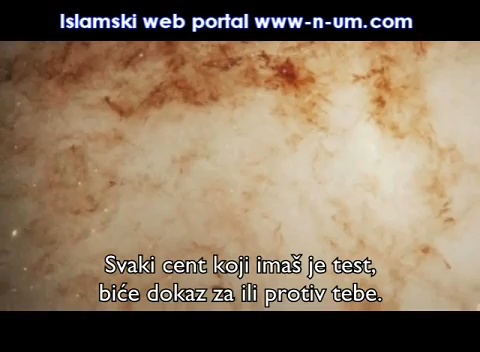 Islamski web portal www-n-um.com
Svaki cent koji imaš je test,
biće dokaz za ili protiv tebe.